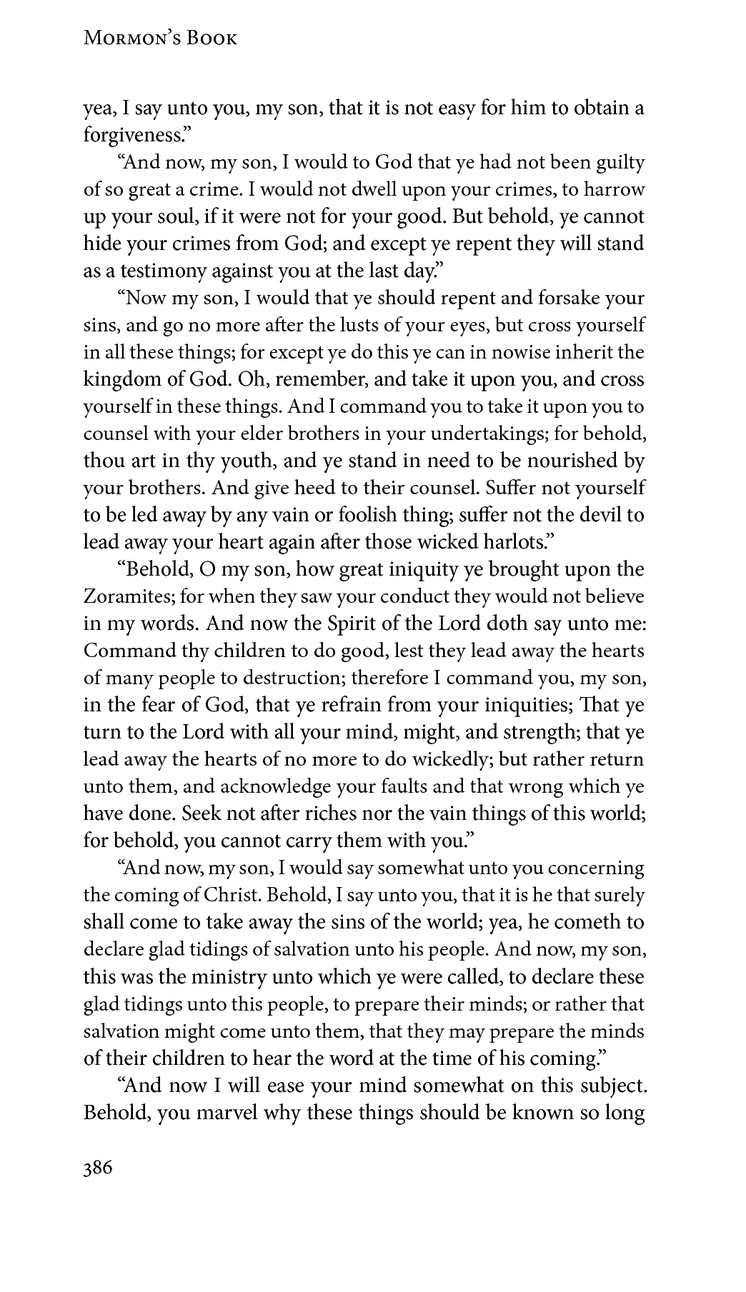 Mormon’s Book
yea, I say unto you, my son, that it is not easy for him to obtain a
forgiveness.”
“And now, my son, I would to God that ye had not been guilty
of so great a crime. I would not dwell upon your crimes, to harrow
up your soul, if it were not for your good. But behold, ye cannot
hide your crimes from God; and except ye repent they will stand
as a testimony against you at the last day.”
“Now my son, I would that ye should repent and forsake your
sins, and go no more after the lusts of your eyes, but cross yourself
in all these things; for except ye do this ye can in nowise inherit the
kingdom of God. Oh, remember, and take it upon you, and cross
yourself in these things. And I command you to take it upon you to
counsel with your elder brothers in your undertakings; for behold,
thou art in thy youth, and ye stand in need to be nourished by
your brothers. And give heed to their counsel. Suffer not yourself
to be led away by any vain or foolish thing; suffer not the devil to
lead away your heart again after those wicked harlots.”
“Behold, O my son, how great iniquity ye brought upon the
Zoramites; for when they saw your conduct they would not believe
in my words. And now the Spirit of the Lord doth say unto me:
Command thy children to do good, lest they lead away the hearts
of many people to destruction; therefore I command you, my son,
in the fear of God, that ye refrain from your iniquities; That ye
turn to the Lord with all your mind, might, and strength; that ye
lead away the hearts of no more to do wickedly; but rather return
unto them, and acknowledge your faults and that wrong which ye
have done. Seek not after riches nor the vain things of this world;
for behold, you cannot carry them with you.”
“And now, my son, I would say somewhat unto you concerning
the coming of Christ. Behold, I say unto you, that it is he that surely
shall come to take away the sins of the world; yea, he cometh to
declare glad tidings of salvation unto his people. And now, my son,
this was the ministry unto which ye were called, to declare these
glad tidings unto this people, to prepare their minds; or rather that
salvation might come unto them, that they may prepare the minds
of their children to hear the word at the time of his coming.”
“And now I will ease your mind somewhat on this subject.
Behold, you marvel why these things should be known so long
386